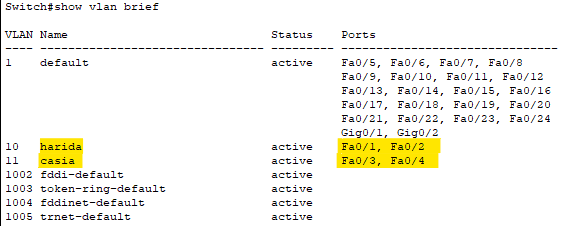 Switch#show vlan brief
VLAN Name Status Ports
---- -------------------------------- --------- -------------------------------
1 default active Fa0/5, Fa0/6, Fa0/7, Fa0/8
Fa0/9, Fa0/10, Fa0/11, Fa0/12
Fa0/13, Fa0/14, Fa0/15, Fa0/16
Fa0/17, Fa0/18, Fa0/19, Fa0/20
Fa0/21, Fa0/22, Fa0/23, Fa0/24
Gig0/1, Gig0/2
10 harida active Fa0/1, Fa0/2
11 casia active Fa0/3, Fa0/4
1002 fddi-default active
1003 token-ring-default active
1004 fddinet-default active
1005 trnet-default active